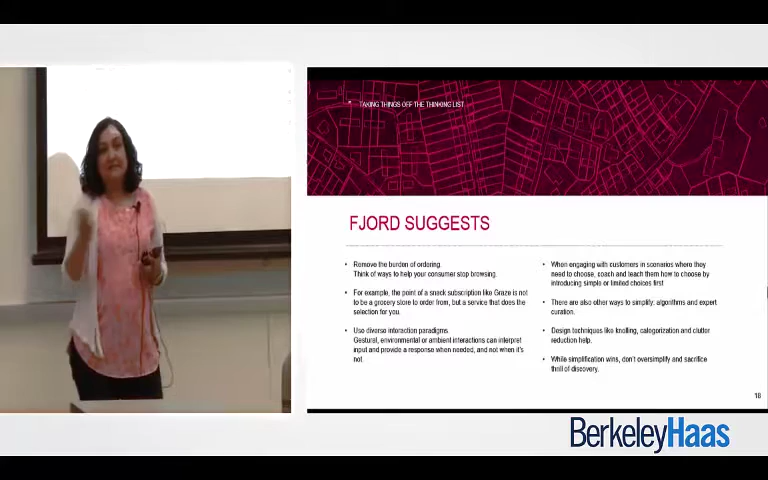 TAKING THINGS OFF THE THINKING LIST
FJORD SUGGESTS
Remove the burden of ordering.
Think of ways to help your consumer stop browsing.
For example, the point of a snack subscription like Graze is not
to be a grocery store to order from, but a service that does the
selection for you.
Use diverse interaction paradigms.
Gestural, environmental or ambient interactions can interpret
input and provide a response when needed, and not when it's
not.
When engaging with customers in scenarios where they
need to choose, coach and teach them how to choose by
introducing simple or limited choices first
There are also other ways to simplify: algorithms and expert
curation.
Design techniques like knolling, categorization and clutter
reduction help.
While simplification wins, don't oversimplify and sacrifice
thrill of discovery.
18
BerkeleyHaas